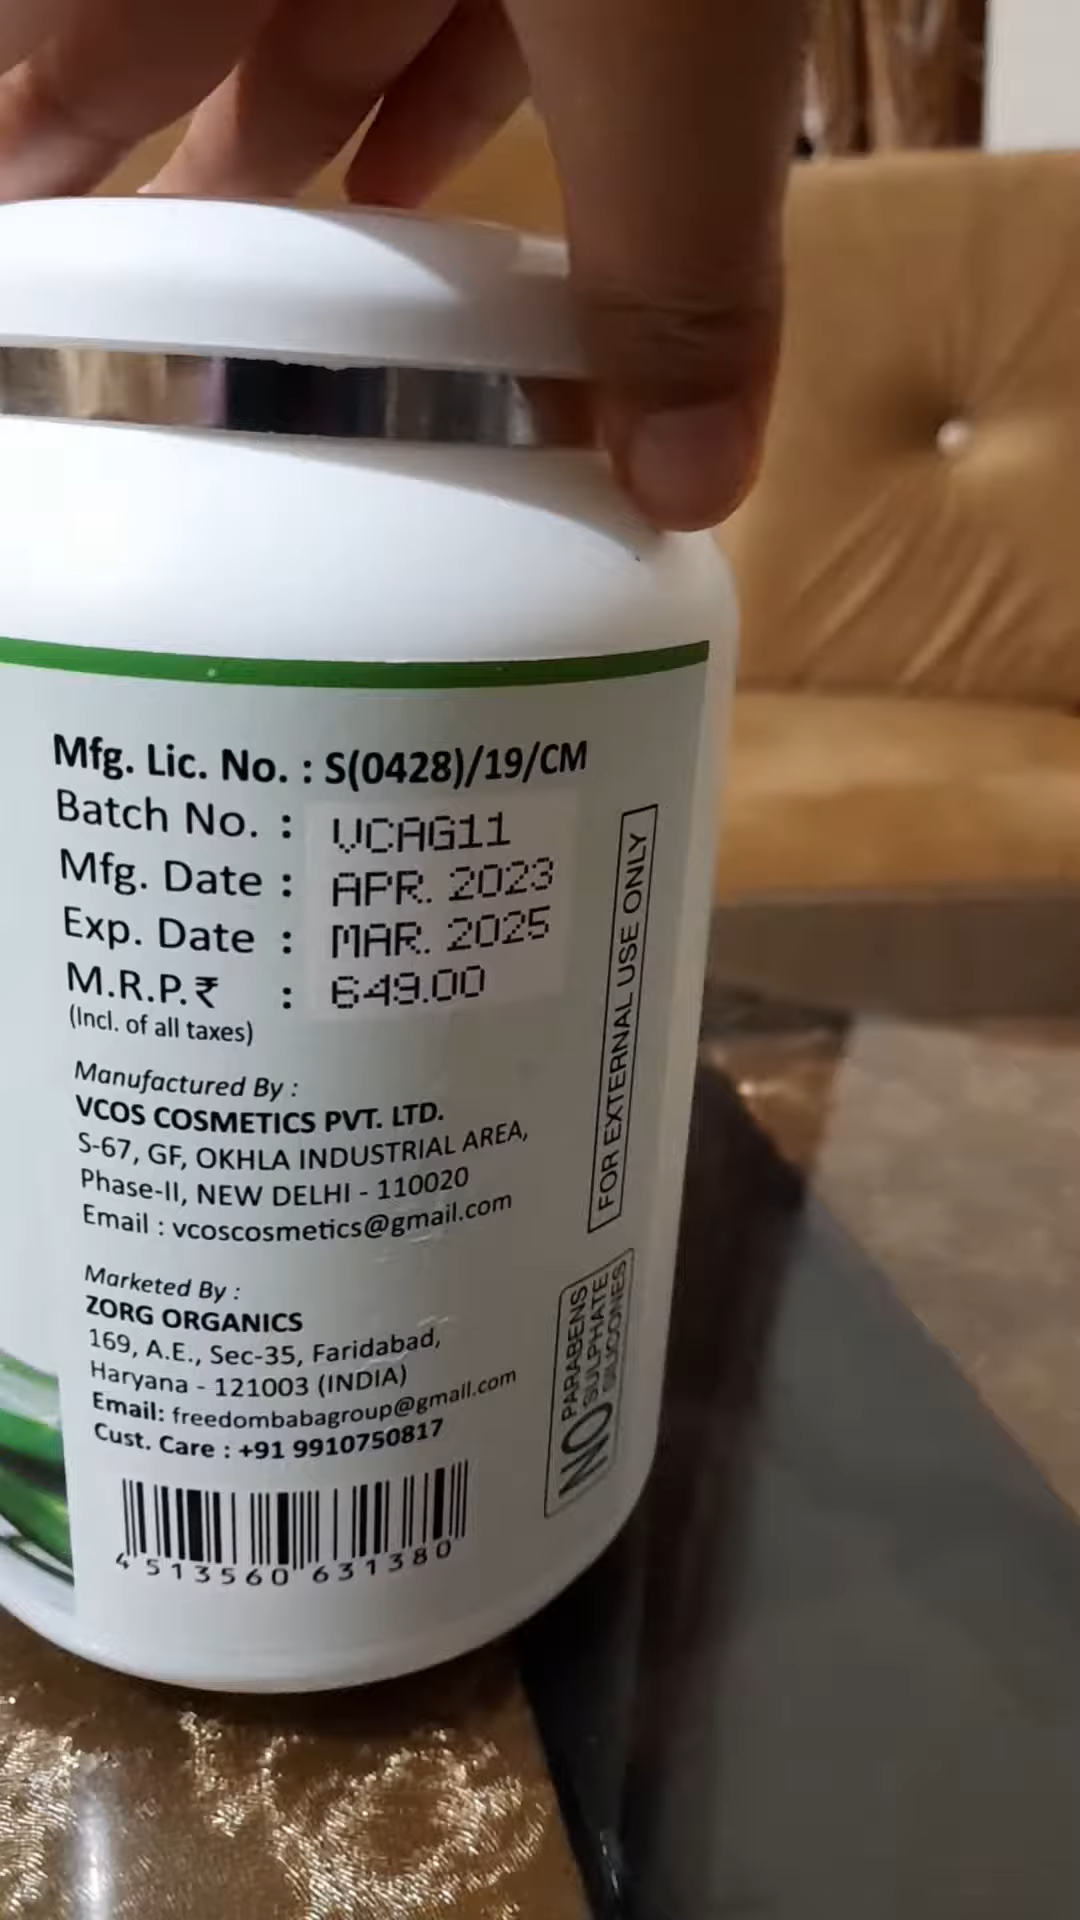 Mfg. Lic. No. : S(0428)/19/CM
Batch No. : VCAG11
Mfg. Date : APR. 2023
Exp. Date : MAR. 2025
M.R.P.₹ : 649.00
(Incl. of all taxes)
Manufactured By :
VCOS COSMETICS PVT. LTD.
S-67, GF, OKHLA INDUSTRIAL AREA,
Phase-II, NEW DELHI - 110020
Email : vcoscosmetics@gmail.com
Marketed By :
ZORG ORGANICS
169, A.E., Sec-35, Faridabad,
Haryana - 121003 (INDIA)
Email: freedombabagroup@gmail.com
Cust. Care : +91 9910750817
4 513560 631380
FOR EXTERNAL USE ONLY
NO PARABENS
SULPHATE
SILICONES